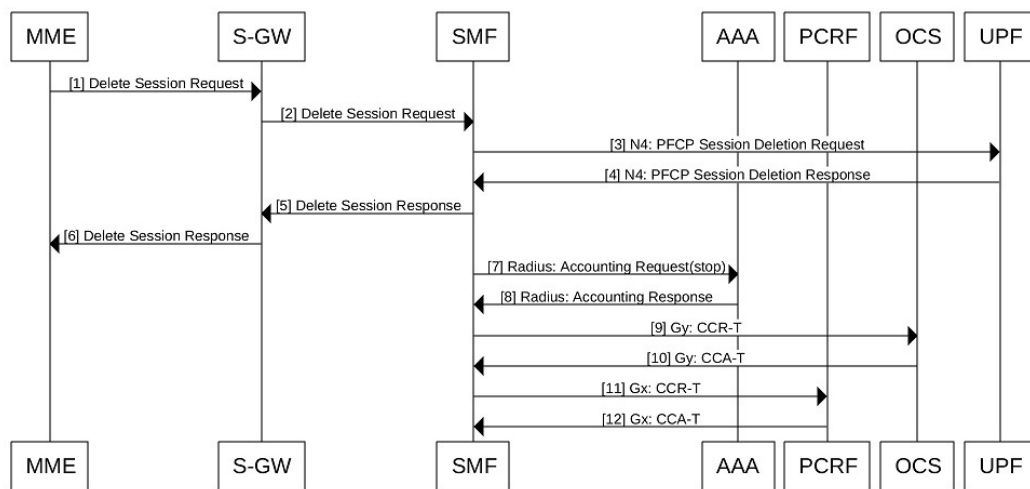 MME S-GW SMF AAA PCRF OCS UPF
[1] Delete Session Request
[2] Delete Session Request
[3] N4: PFCP Session Deletion Request
[4] N4: PFCP Session Deletion Response
[5] Delete Session Response
[6] Delete Session Response
[7] Radius: Accounting Request(stop)
[8] Radius: Accounting Response
[9] Gy: CCR-T
[10] Gy: CCA-T
[11] Gx: CCR-T
[12] Gx: CCA-T
MME S-GW SMF AAA PCRF OCS UPF